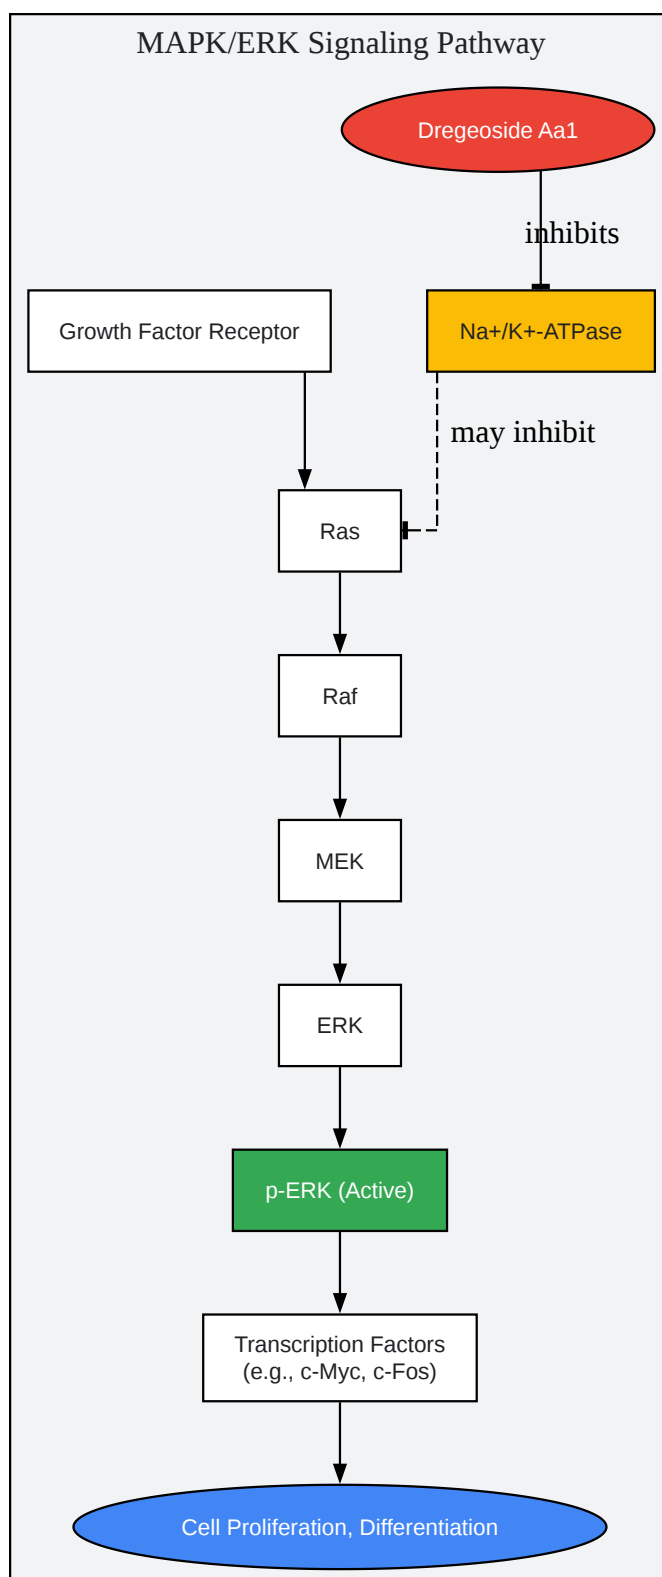 MAPK/ERK Signaling Pathway
Dregeoside Aa1
inhibits
Growth Factor Receptor
Na+/K+-ATPase
may inhibit
Ras
Raf
MEK
ERK
p-ERK (Active)
Transcription Factors
(e.g., c-Myc, c-Fos)
Cell Proliferation, Differentiation